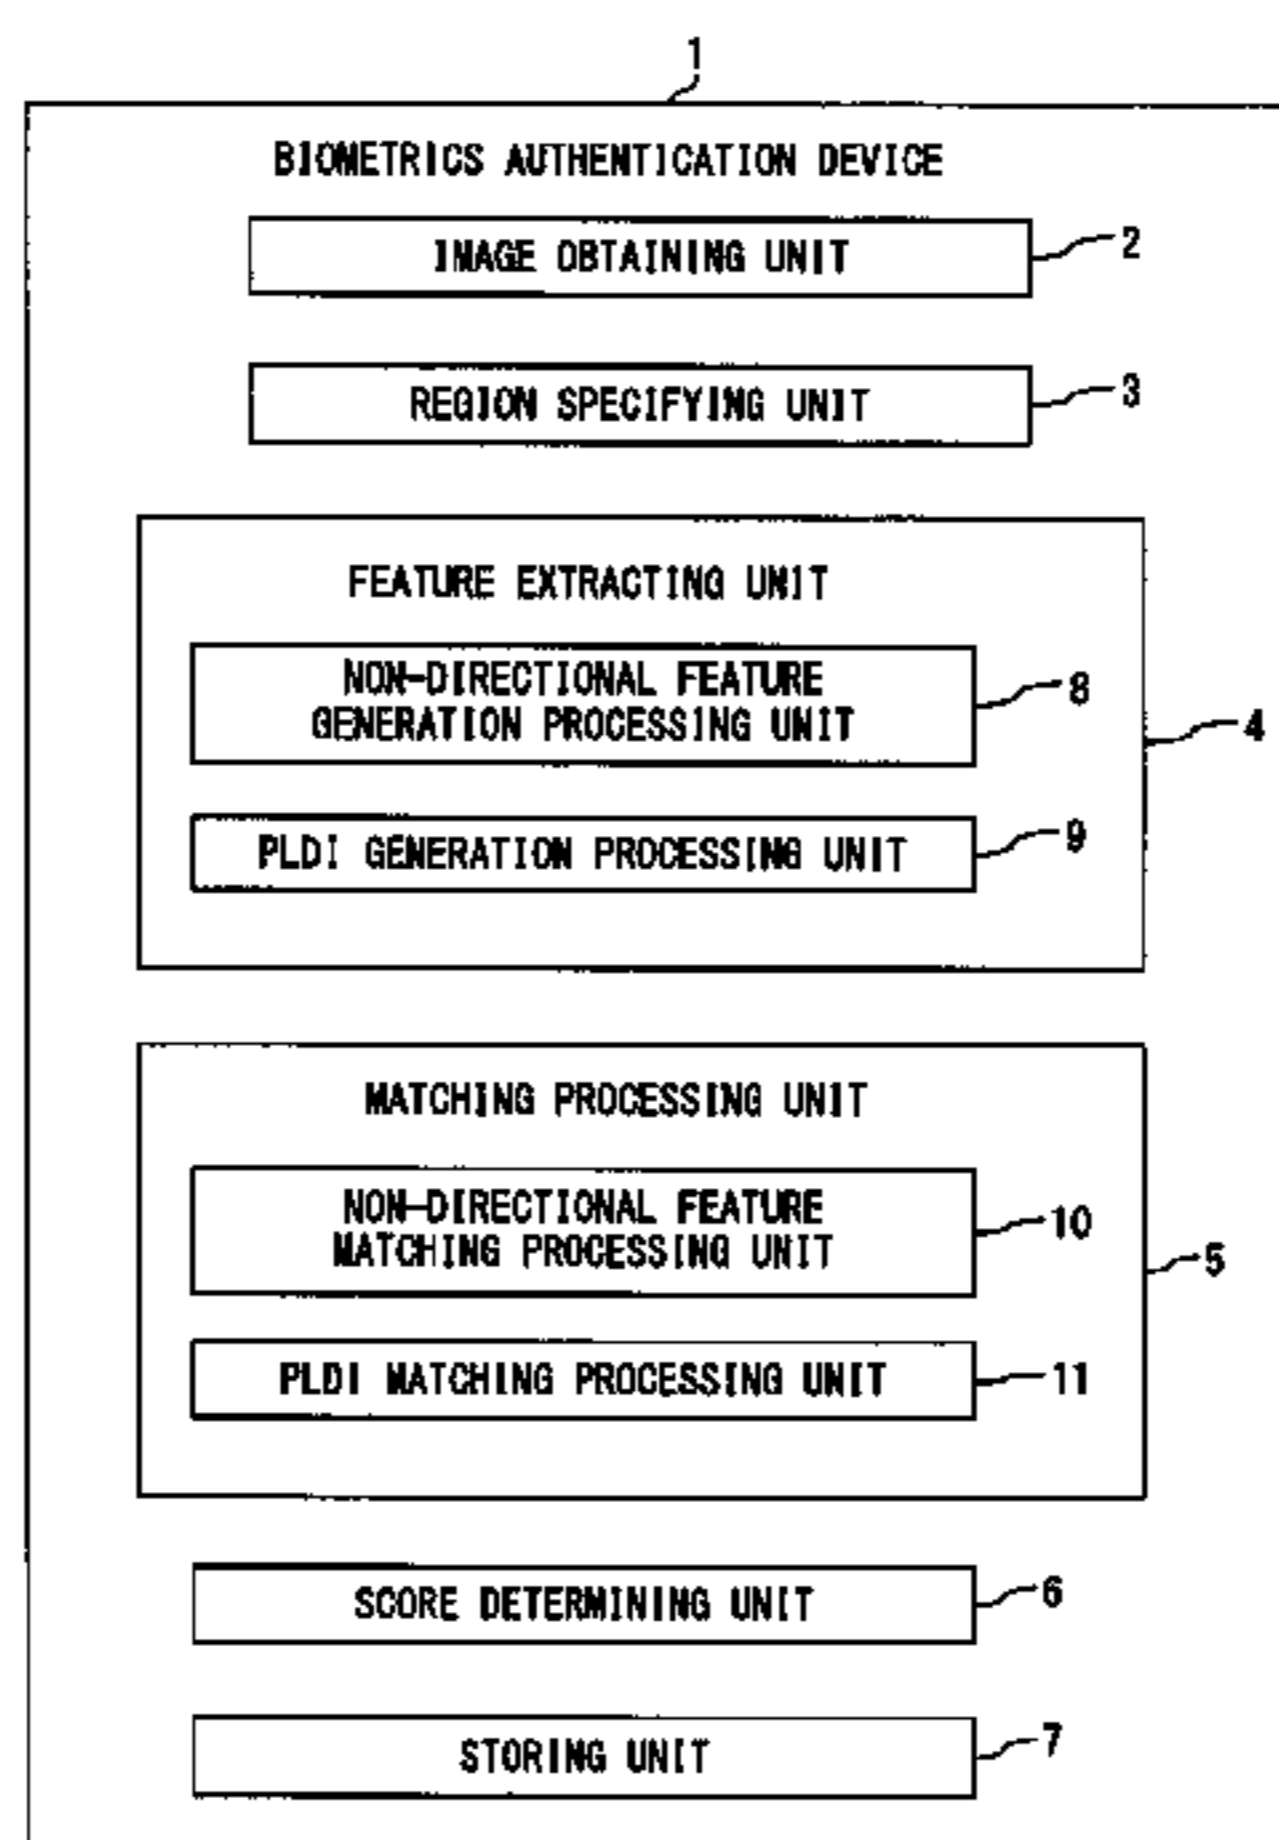 1
BIOMETRICS AUTHENTICATION DEVICE
IMAGE OBTAINING UNIT
2
REGION SPECIFYING UNIT
3
FEATURE EXTRACTING UNIT
NON-DIRECTIONAL FEATURE
GENERATION PROCESSING UNIT
8
4
PLDI GENERATION PROCESSING UNIT
9
MATCHING PROCESSING UNIT
NON-DIRECTIONAL FEATURE
MATCHING PROCESSING UNIT
10
5
PLDI MATCHING PROCESSING UNIT
11
SCORE DETERMINING UNIT
6
STORING UNIT
7